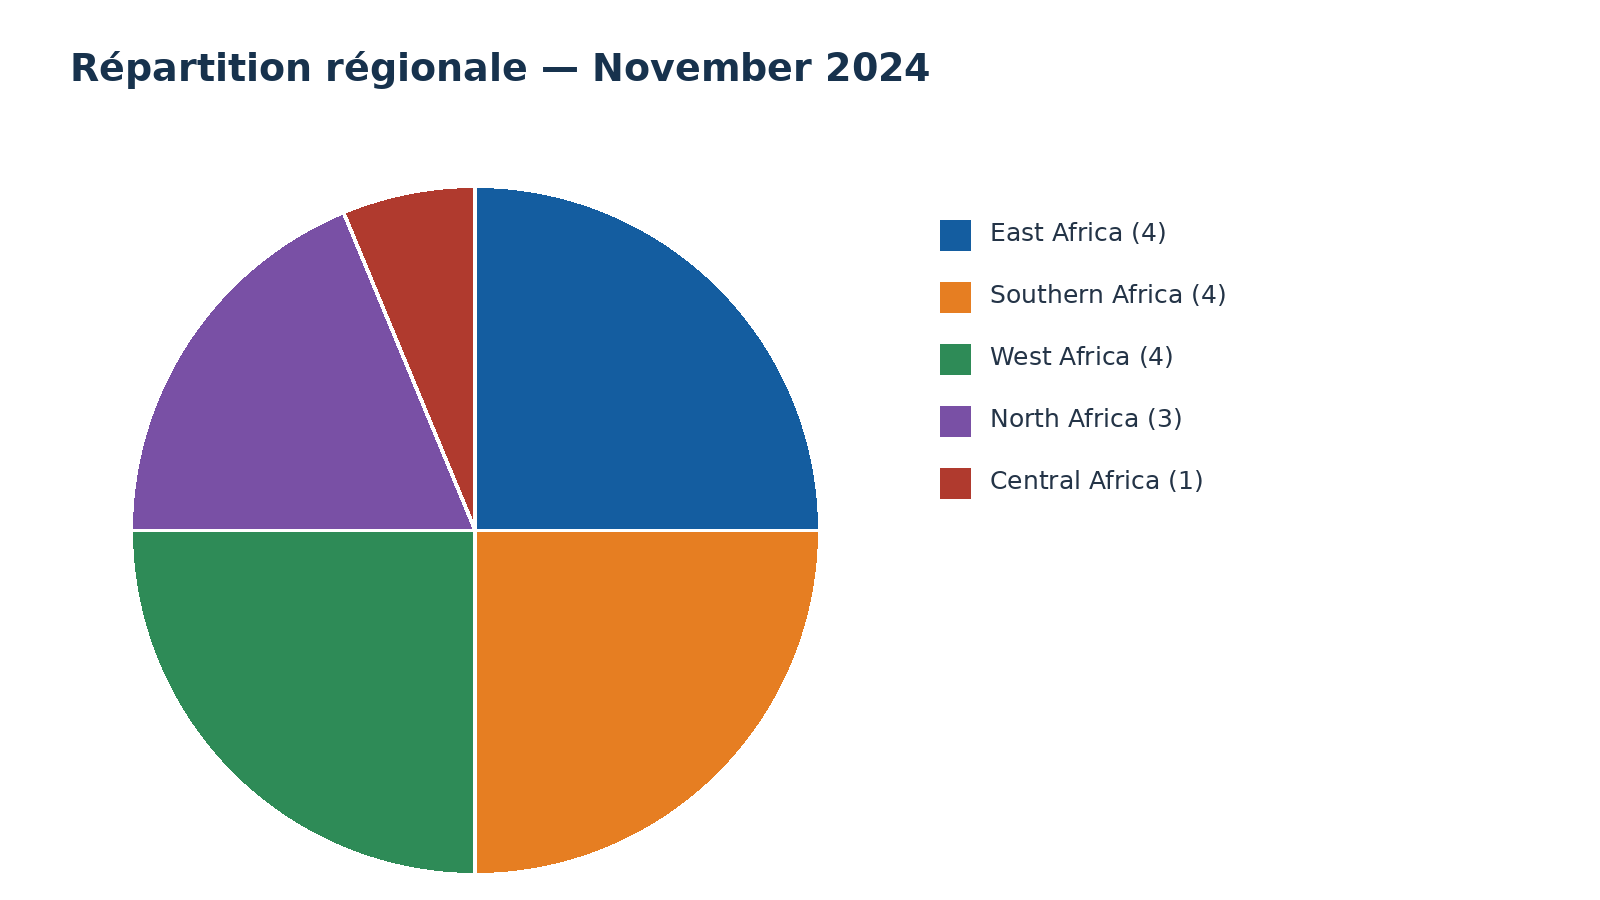 Répartition régionale — November 2024
East Africa (4)
Southern Africa (4)
West Africa (4)
North Africa (3)
Central Africa (1)